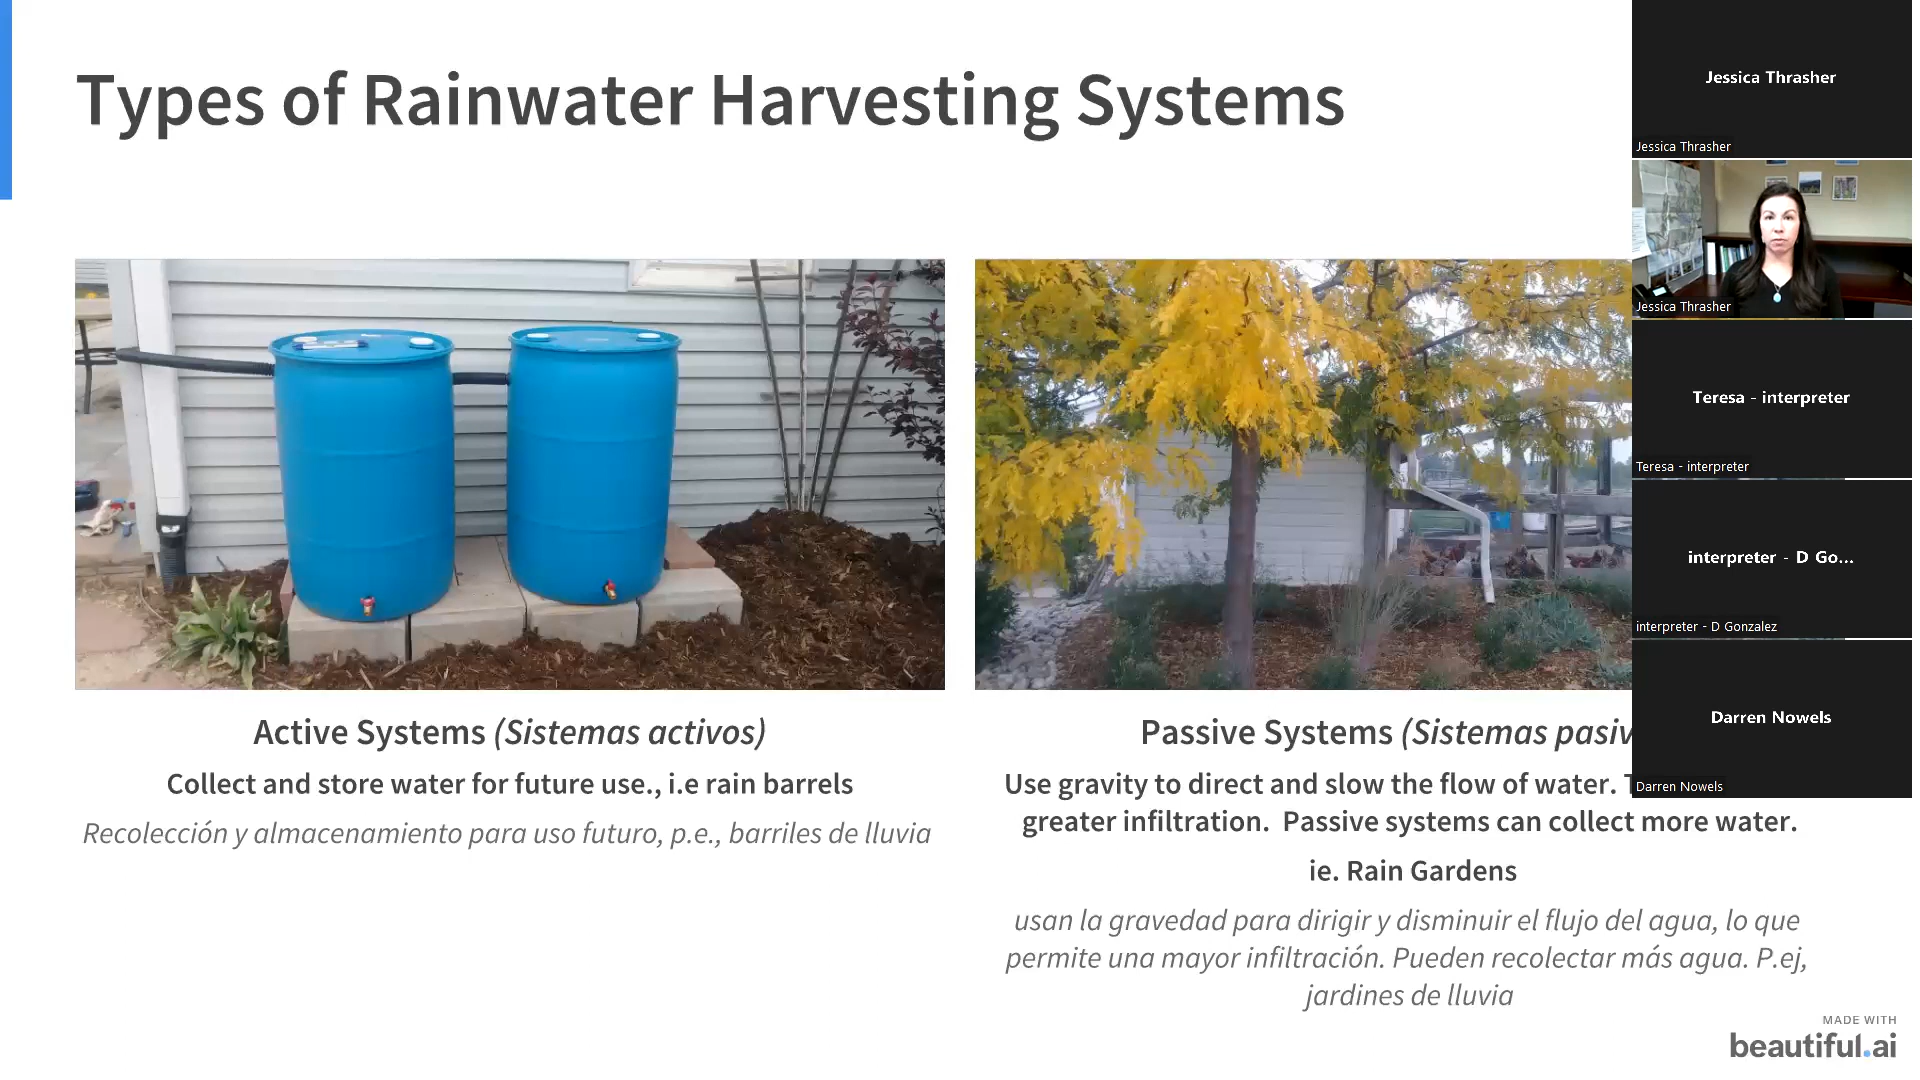 Types of Rainwater Harvesting Systems
Active Systems (Sistemas activos)
Collect and store water for future use., i.e rain barrels
Recolección y almacenamiento para uso futuro, p.e., barriles de lluvia
Passive Systems (Sistemas
Use gravity to direct and slow the flow of water.
greater infiltration. Passive systems can collect more water.
ie. Rain Gardens
usan la gravedad para dirigir y disminuir el flujo del agua, lo que
permite una mayor infiltración. Pueden recolectar más agua. P.ej,
jardines de lluvia
Jessica Thrasher
Jessica Thrasher
Jessica Thrasher
Teresa - interpreter
Teresa - interpreter
interpreter - D Go...
interpreter - D Gonzalez
Darren Nowels
Darren Nowels
MADE WITH
beautiful.ai